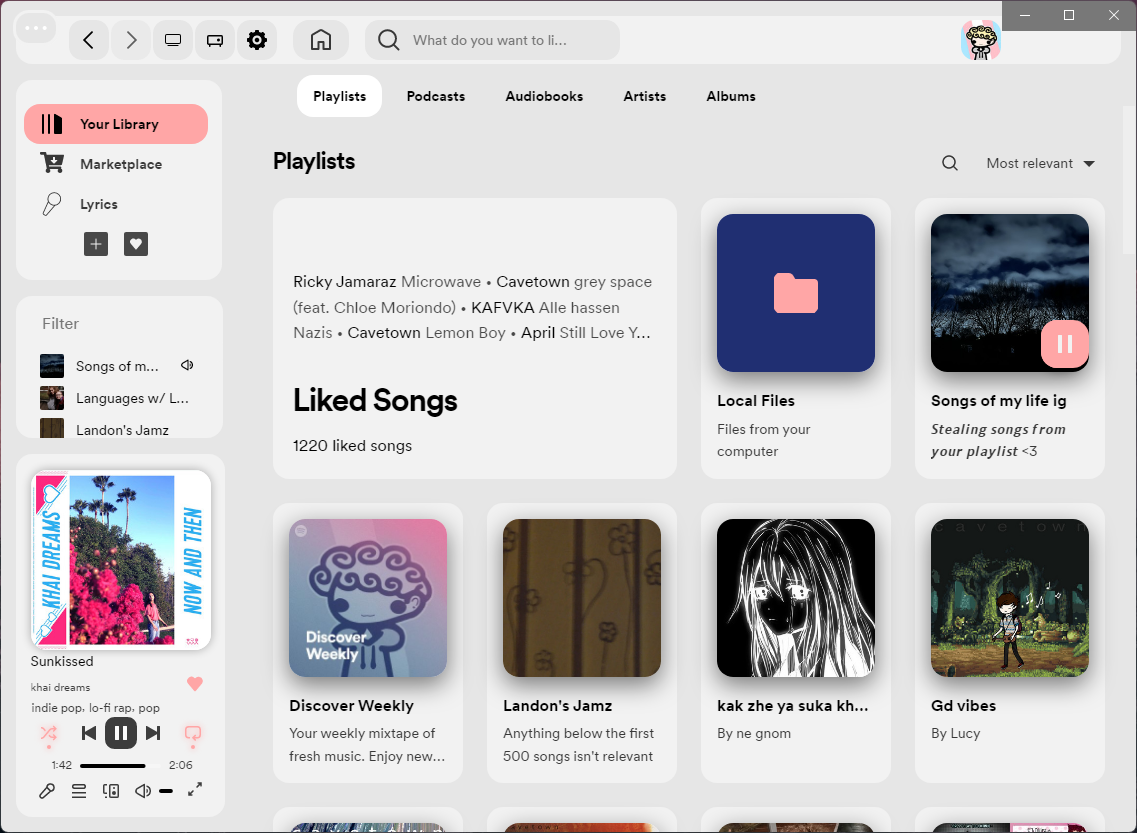 What do you want to li...
Playlists
Podcasts
Audiobooks
Artists
Albums
Your Library
Marketplace
Lyrics
Filter
Songs of m...
Languages w/ L...
Landon's Jamz
KHAI DREAMS
NOW AND THEN
Sunkissed
khai dreams
indie pop, lo-fi rap, pop
1:42
2:06
Playlists
Most relevant
Ricky Jamaraz Microwave • Cavetown grey space
(feat. Chloe Moriondo) • KAFVKA Alle hassen
Nazis • Cavetown Lemon Boy • April Still Love Y...
Liked Songs
1220 liked songs
Local Files
Files from your
computer
Songs of my life ig
Stealing songs from
your playlist <3
Discover
Weekly
Discover Weekly
Your weekly mixtape of
fresh music. Enjoy new...
Landon's Jamz
Anything below the first
500 songs isn't relevant
kak zhe ya suka kh...
By ne gnom
cavetown
Gd vibes
By Lucy